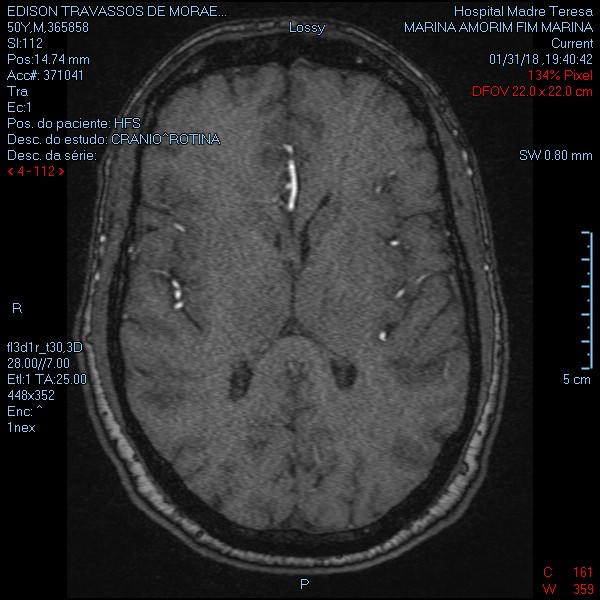 EDISON TRAVASSOS DE MORAE...
50Y,M,365858
Sl:112
Pos:14.74 mm
Acc#: 371041
Tra
Ec:1
Pos. do paciente: HFS
Desc. do estudo: CRANIO^ROTINA
Desc. da série:
< 4 - 112 >
Lossy
Hospital Madre Teresa
MARINA AMORIM FIM MARINA
Current
01/31/18 ,19:40:42
134% Pixel
DFOV 22.0 x 22.0 cm
SW 0.80 mm
R
5 cm
fl3d1r_t30,3D
28.00//7.00
Etl:1 TA:25.00
448x352
Enc: ^
1nex
P
C 161
W 359